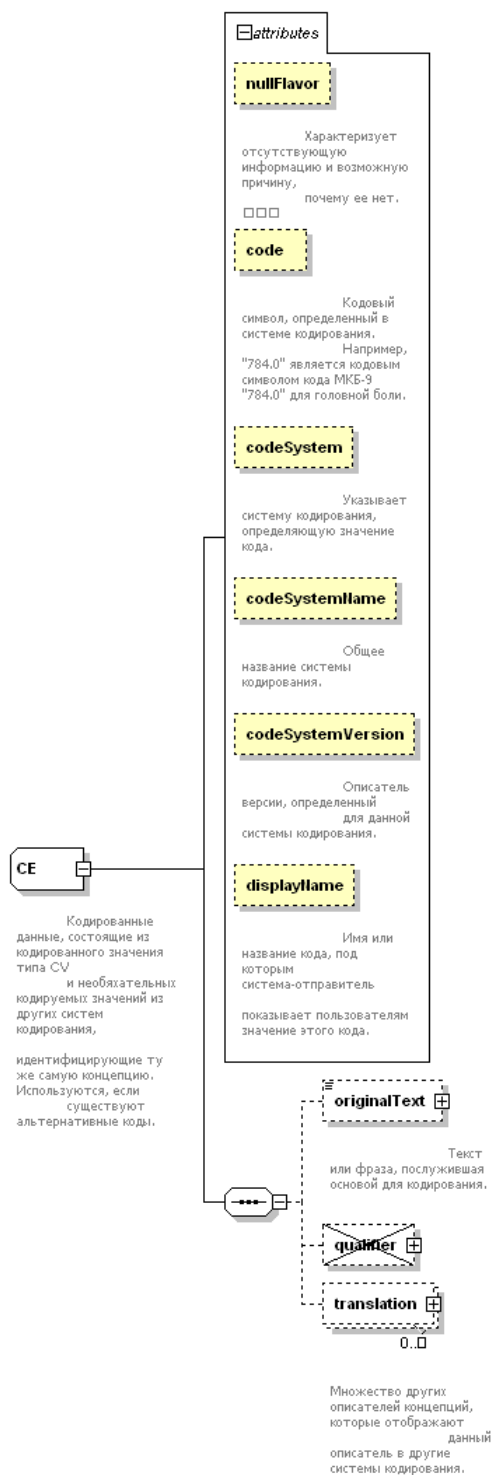 attributes
nullFlavor
Характеризует
отсутствующую
информацию и возможную
причину,
почему ее нет.
code
Кодовый
символ, определенный в
системе кодирования.
Например,
"784.0" является кодовым
символом кода МКБ-9
"784.0" для головной боли.
codeSystem
Указывает
систему кодирования,
определяющую значение
кода.
codeSystemName
Общее
название системы
кодирования.
codeSystemVersion
Описатель
версии, определенный
для данной
системы кодирования.
displayName
Имя или
название кода, под
которым
система-отправитель
показывает пользователям
значение этого кода.
CE
Кодированные
данные, состоящие из
кодированного значения
типа CV
и необяхательных
кодируемых значений из
других систем
кодирования,
идентифицирующие ту
же самую концепцию.
Используются, если
существуют
альтернативные коды.
originalText
Текст
или фраза, послужившая
основой для кодирования.
qualifier
translation
0..
Множество других
описателей концепций,
которые отображают
данный
описатель в другие
системы кодирования.